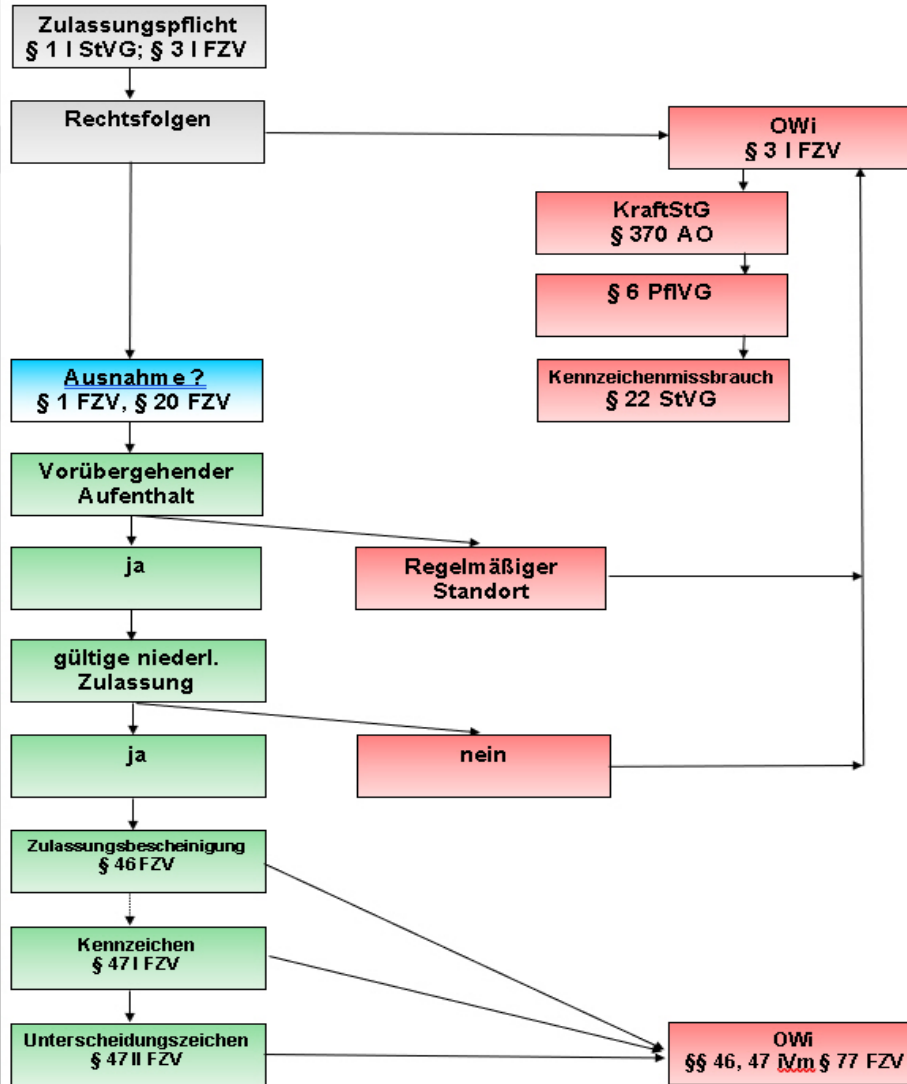 Zulassungspflicht
§ 1 I StVG; § 3 I FZV
Rechtsfolgen
OWi
§ 3 I FZV
KraftStG
§ 370 AO
§ 6 PflVG
Kennzeichenmissbrauch
§ 22 StVG
Ausnahme?
§ 1 FZV, § 20 FZV
Vorübergehender
Aufenthalt
ja
Regelmäßiger
Standort
gültige niederl.
Zulassung
ja
nein
Zulassungsbescheinigung
§ 46 FZV
Kennzeichen
§ 47 I FZV
Unterscheidungszeichen
§ 47 II FZV
OWi
§§ 46, 47 iVm § 77 FZV